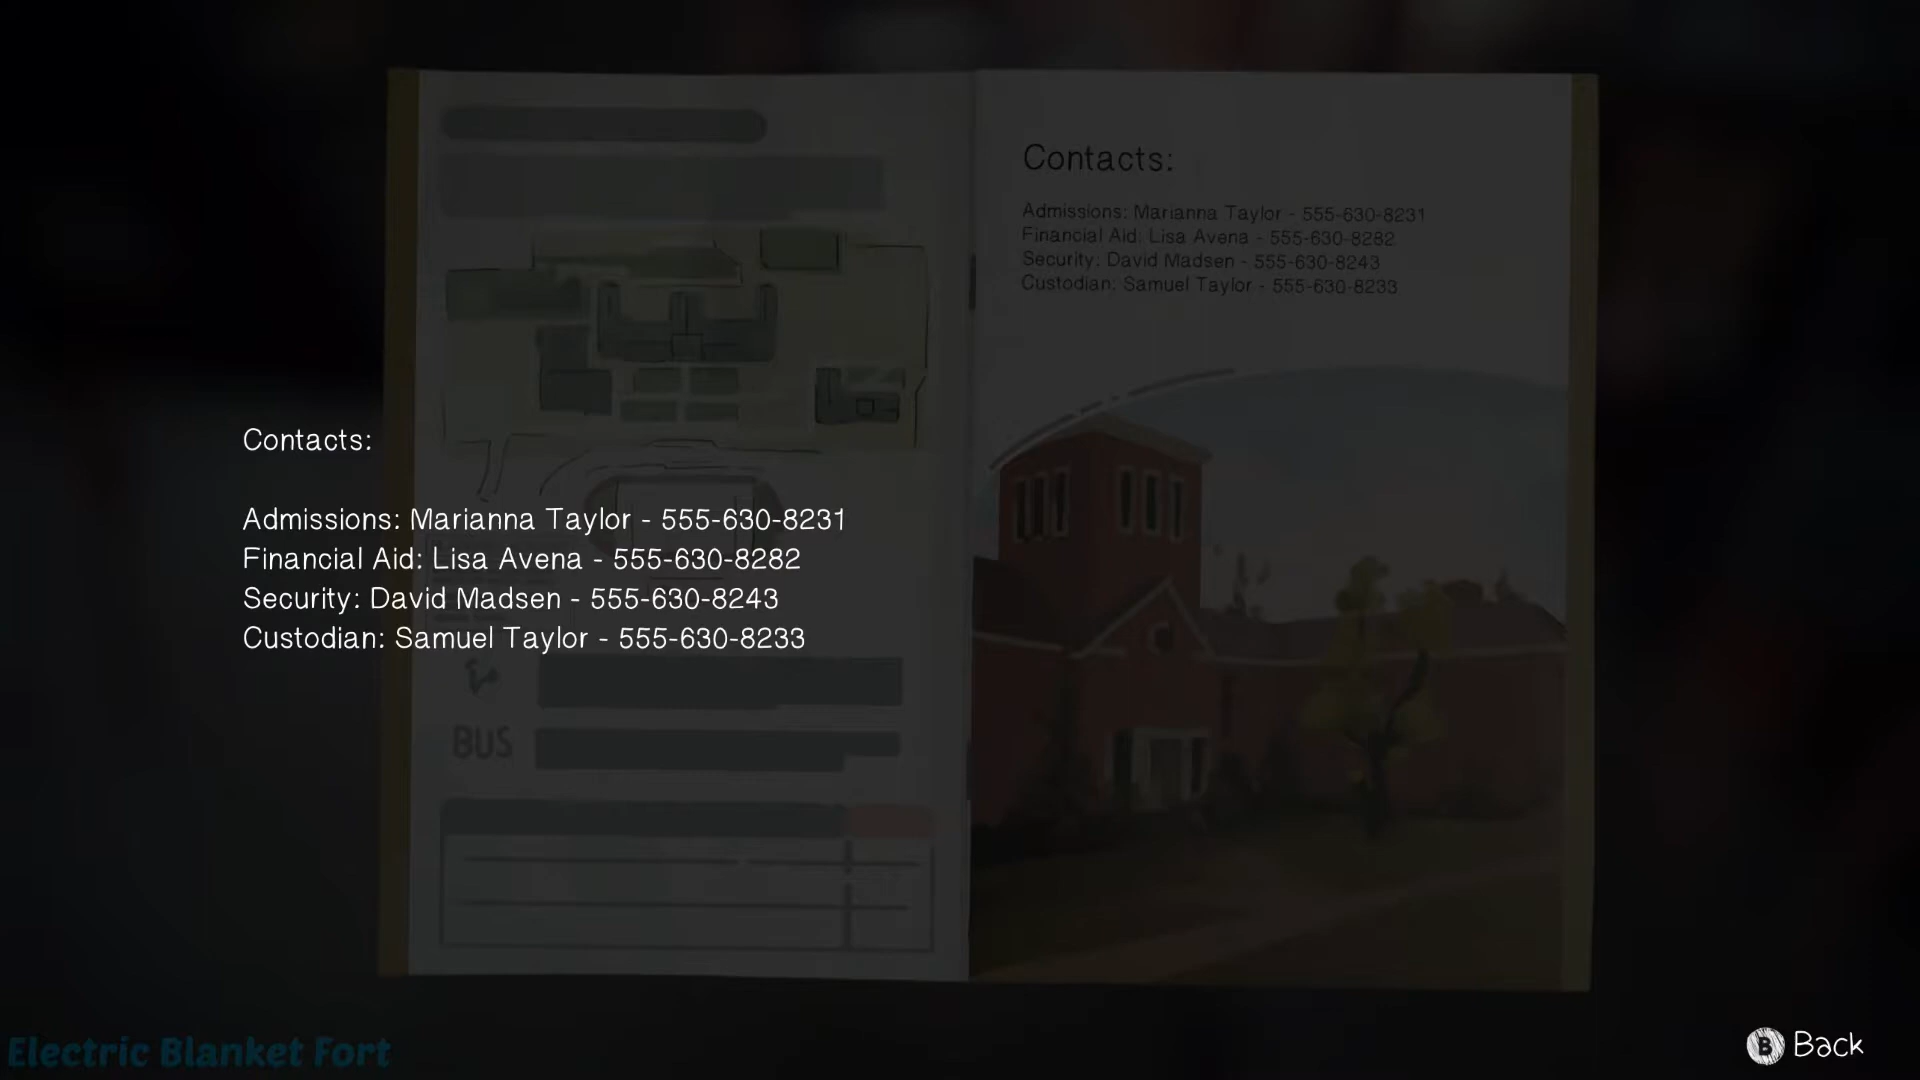 Contacts:
Admissions: Marianna Taylor - 555-630-8231
Financial Aid: Lisa Avena - 555-630-8282
Security: David Madsen - 555-630-8243
Custodian: Samuel Taylor - 555-630-8233
Contacts:
Admissions: Marianna Taylor - 555-630-8231
Financial Aid: Lisa Avena - 555-630-8282
Security: David Madsen - 555-630-8243
Custodian: Samuel Taylor - 555-630-8233
BUS
Electric Blanket Fort
B Back